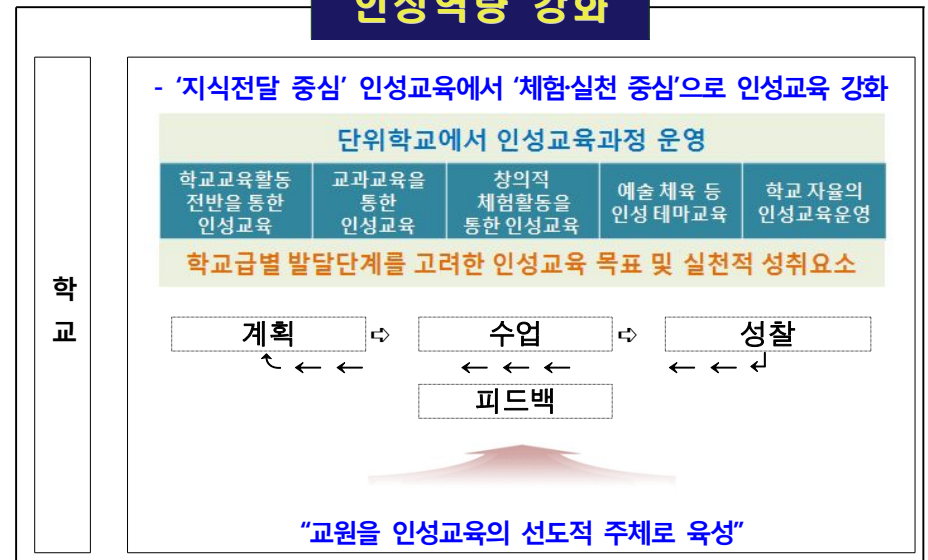 인성역량 강화
- ‘지식전달 중심’ 인성교육에서 ‘체험·실천 중심’으로 인성교육 강화
단위학교에서 인성교육과정 운영
학교교육활동
전반을 통한
인성교육
교과교육을
통한
인성교육
창의적
체험활동을
통한 인성교육
예술 체육 등
인성 테마교육
학교 자율의
인성교육운영
학교급별 발달단계를 고려한 인성교육 목표 및 실천적 성취요소
학
교
계획 ⇨ 수업 ⇨ 성찰
피드백
“교원을 인성교육의 선도적 주체로 육성”